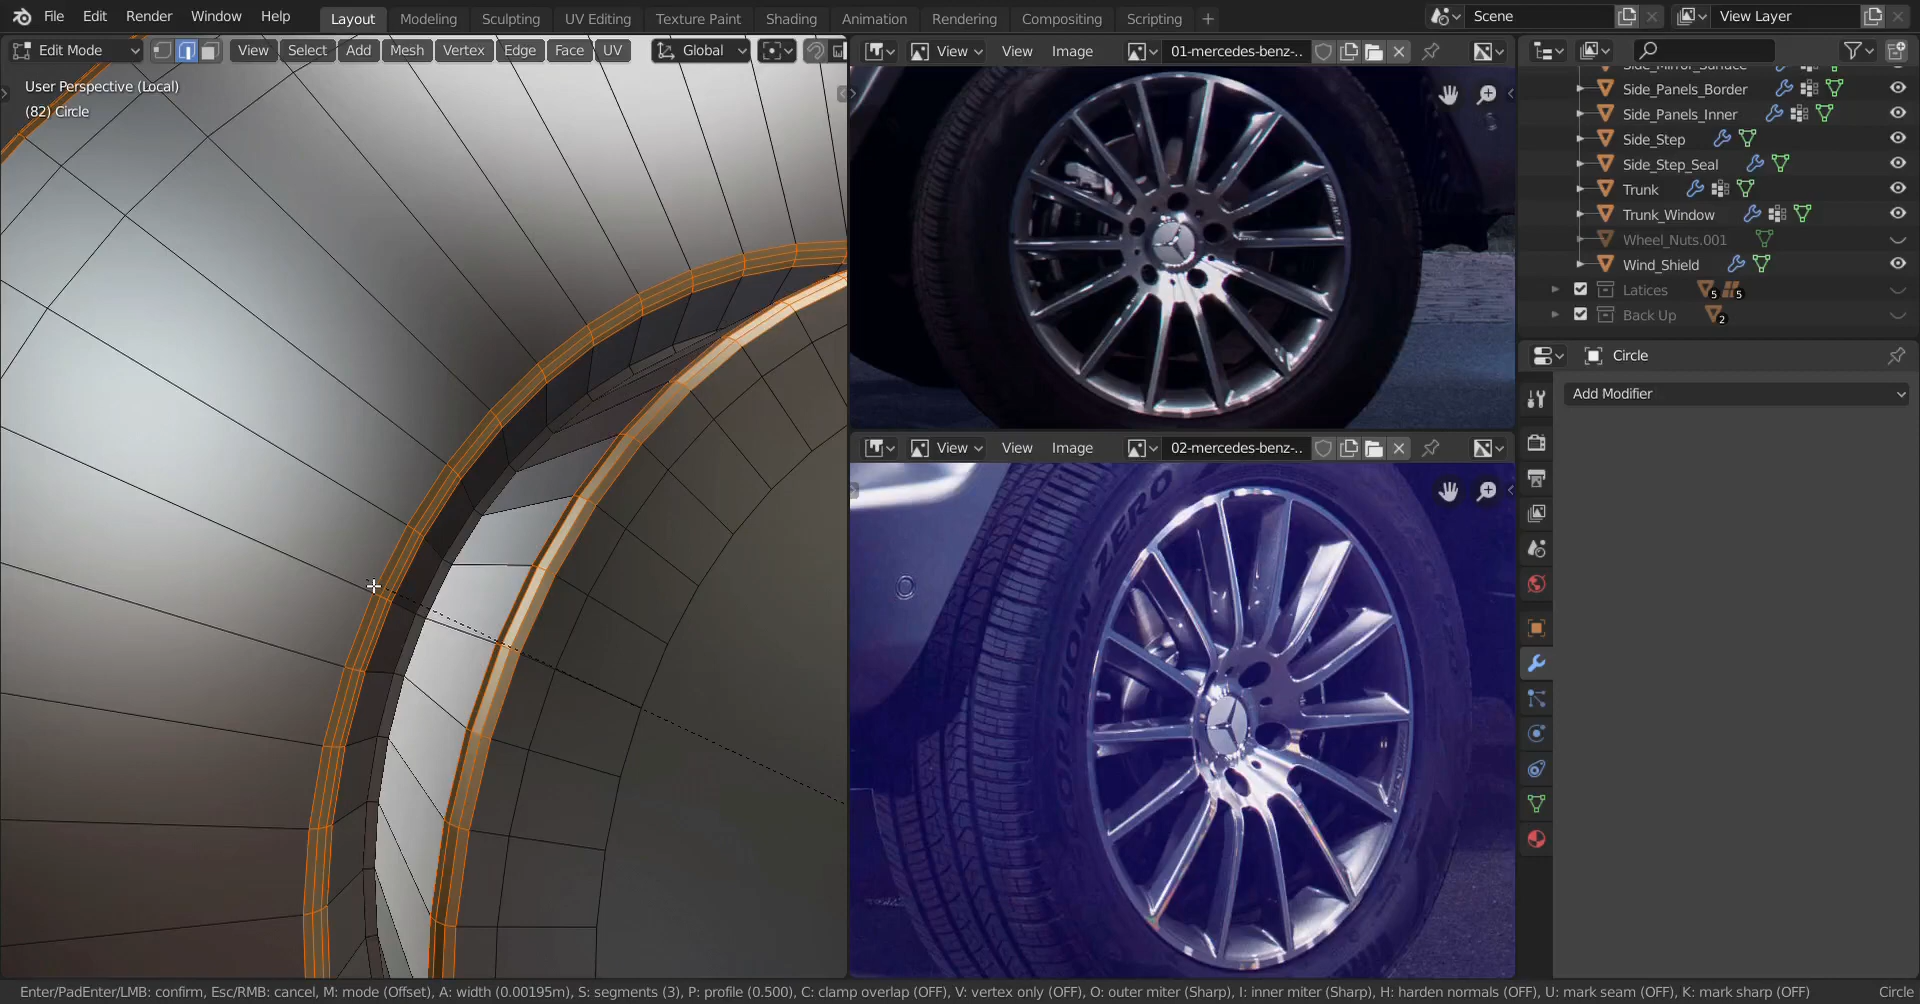 File Edit Render Window Help Layout Modeling Sculpting UV Editing Texture Paint Shading Animation Rendering Compositing Scripting + Scene View Layer
Edit Mode View Select Add Mesh Vertex Edge Face UV Global
View View Image 01-mercedes-benz-..
User Perspective (Local)
(82) Circle
Side_Mirror_Surface
Side_Panels_Border
Side_Panels_Inner
Side_Step
Side_Step_Seal
Trunk
Trunk_Window
Wheel_Nuts.001
Wind_Shield
Latices 5 5
Back Up 2
Circle
Add Modifier
View View Image 02-mercedes-benz-..
ZERO
Enter/PadEnter/LMB: confirm, Esc/RMB: cancel, M: mode (Offset), A: width (0.00195m), S: segments (3), P: profile (0.500), C: clamp overlap (OFF), V: vertex only (OFF), O: outer miter (Sharp), I: inner miter (Sharp), H: harden normals (OFF), U: mark seam (OFF), K: mark sharp (OFF) Circle